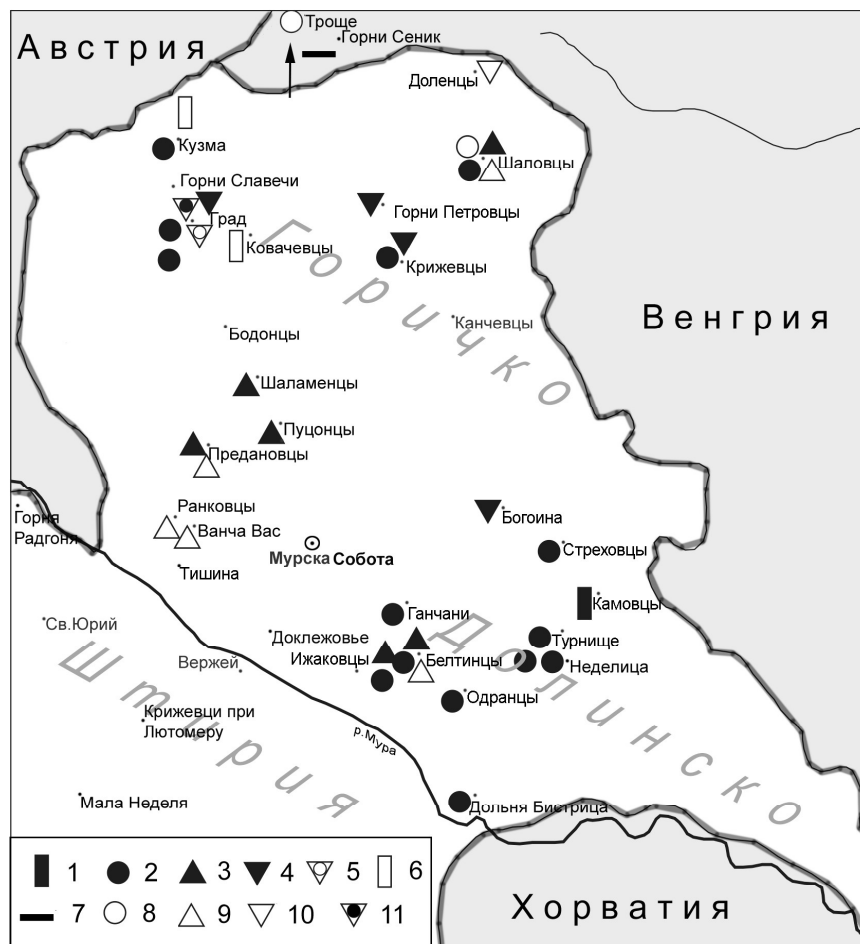 Троще
Австрия
Горни Сеник
Доленцы
Кузма
Шаловцы
Горни Славечи
Град
Горни Петровцы
Ковачевцы
Крижевцы
Горичко
Канчевцы
Венгрия
Бодонцы
Шаламенцы
Пуцонцы
Предановцы
Ранковцы
Богоина
Горня
Радгоня
Ванча Вас
Стреховцы
Мурска Собота
Тишина
Камовцы
Ганчани
Св.Юрий
Доклежовье
Турнище
Ижаковцы
Белтинцы
Неделица
Вержей
Долинско
Штирия
Одранцы
Крижевци при
Лютомеру
р.Мура
Мала Неделя
Дольня Бистрица
Хорватия
1 2 3 4 5 6
7 8 9 10 11